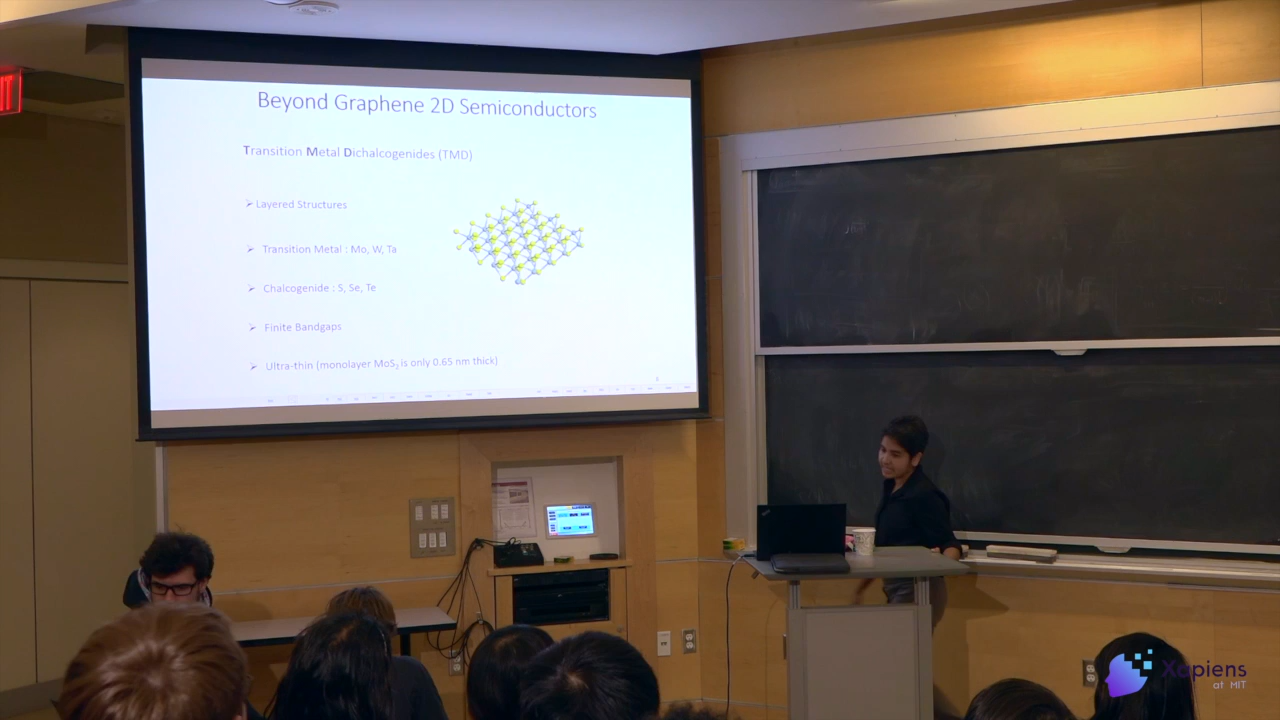 Beyond Graphene 2D Semiconductors
Transition Metal Dichalcogenides (TMD)
➢ Layered Structures
➢ Transition Metal : Mo, W, Ta
➢ Chalcogenide : S, Se, Te
➢ Finite Bandgaps
➢ Ultra-thin (monolayer MoS₂ is only 0.65 nm thick)
Xapiens
at MIT